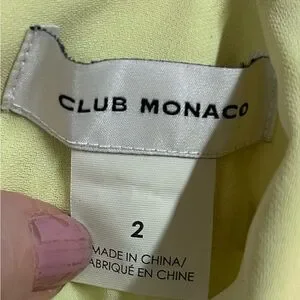 CLUB MONACO
2
MADE IN CHINA/
FABRIQUÉ EN CHINE